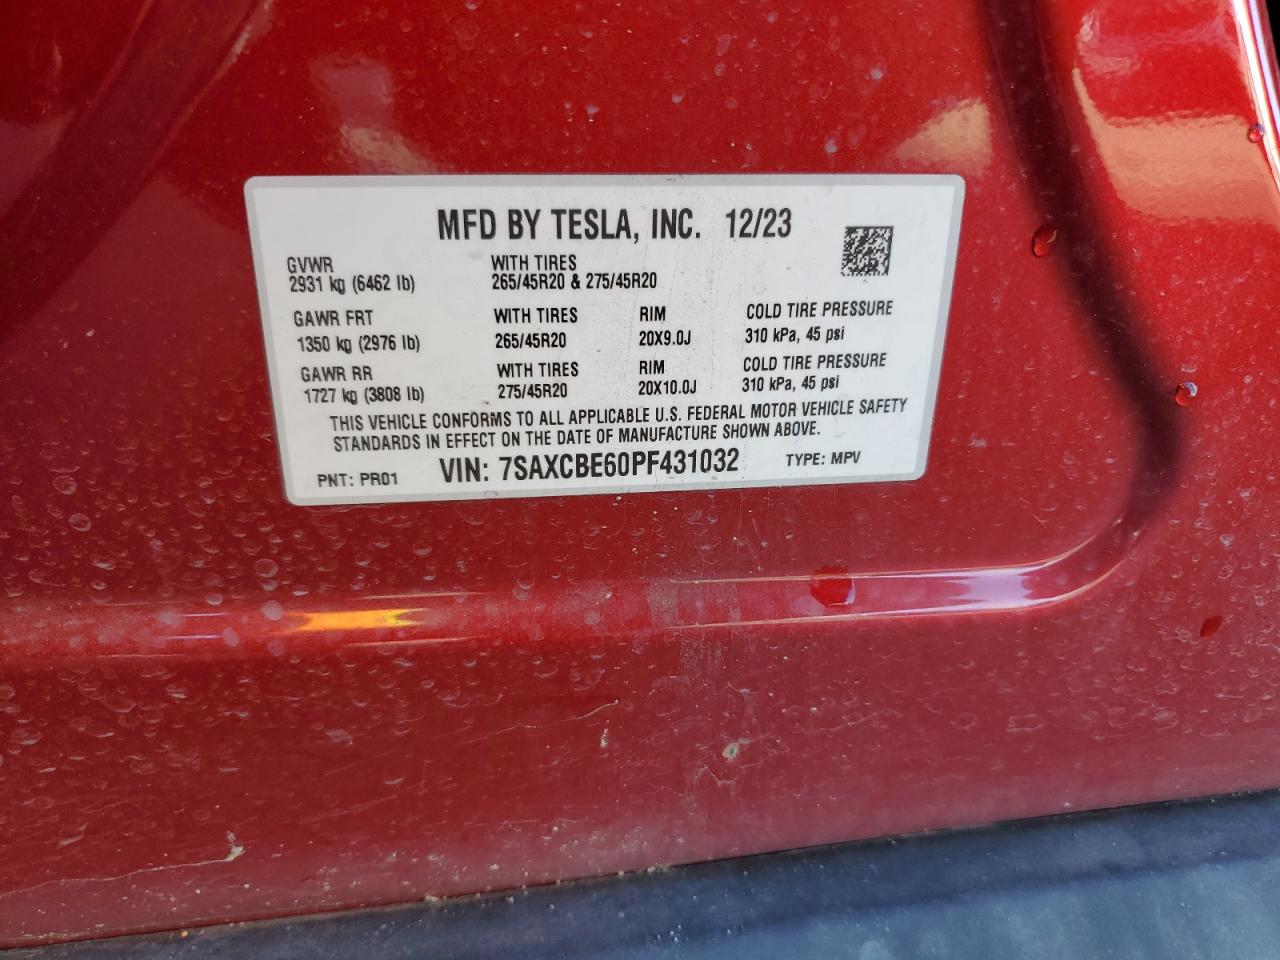 MFD BY TESLA, INC. 12/23
GVWR
2931 kg (6462 lb)
WITH TIRES
265/45R20 & 275/45R20
GAWR FRT
1350 kg (2976 lb)
WITH TIRES
265/45R20
RIM
20X9.0J
COLD TIRE PRESSURE
310 kPa, 45 psi
GAWR RR
1727 kg (3808 lb)
WITH TIRES
275/45R20
RIM
20X10.0J
COLD TIRE PRESSURE
310 kPa, 45 psi
THIS VEHICLE CONFORMS TO ALL APPLICABLE U.S. FEDERAL MOTOR VEHICLE SAFETY
STANDARDS IN EFFECT ON THE DATE OF MANUFACTURE SHOWN ABOVE.
PNT: PR01 VIN: 7SAXCBE60PF431032 TYPE: MPV